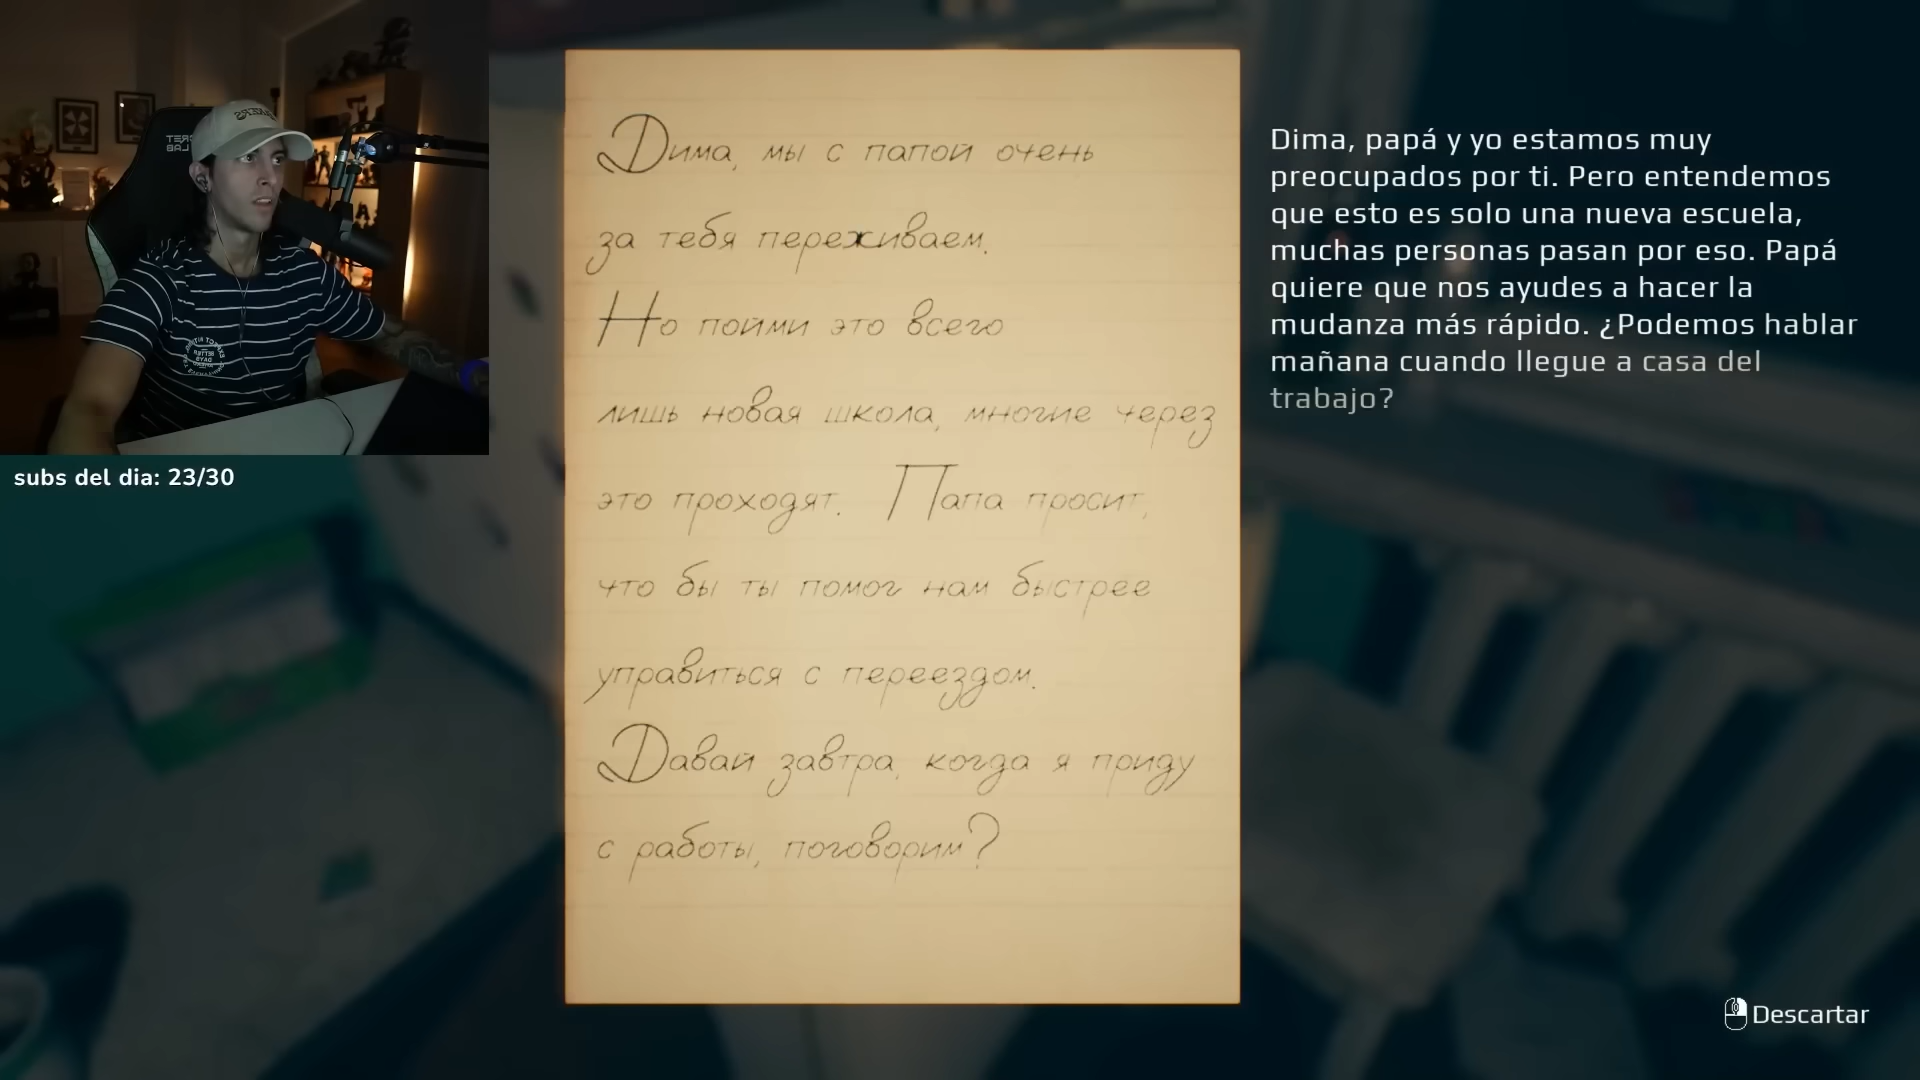 Дима, мы с папой очень
за тебя переживаем.
Но пойми это всего
лишь новая школа, многие через
это проходят. Папа просит,
что бы ты помог нам быстрее
управиться с переездом.
Давай завтра, когда я приду
с работы, поговорим?
Dima, papá y yo estamos muy
preocupados por ti. Pero entendemos
que esto es solo una nueva escuela,
muchas personas pasan por eso. Papá
quiere que nos ayudes a hacer la
mudanza más rápido. ¿Podemos hablar
mañana cuando llegue a casa del
trabajo?
subs del dia: 23/30
Descartar